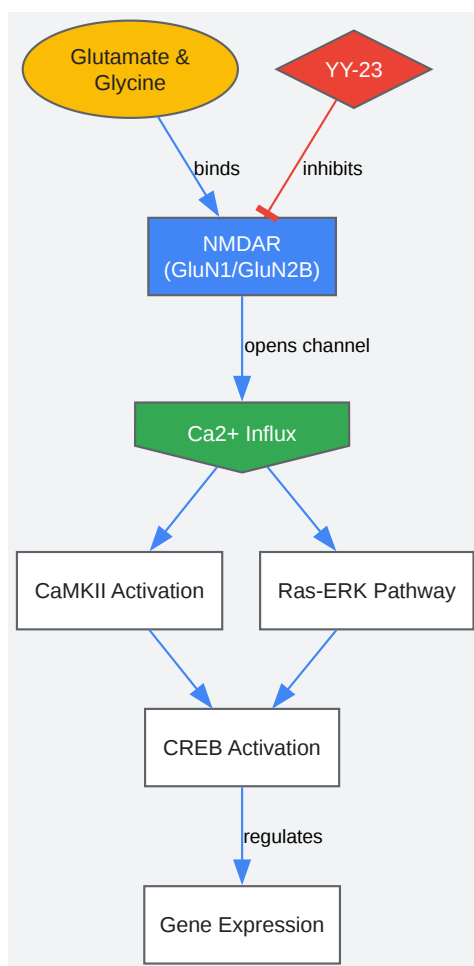 Glutamate &
Glycine
YY-23
binds
inhibits
NMDAR
(GluN1/GluN2B)
opens channel
Ca2+ Influx
CaMKII Activation
Ras-ERK Pathway
CREB Activation
regulates
Gene Expression